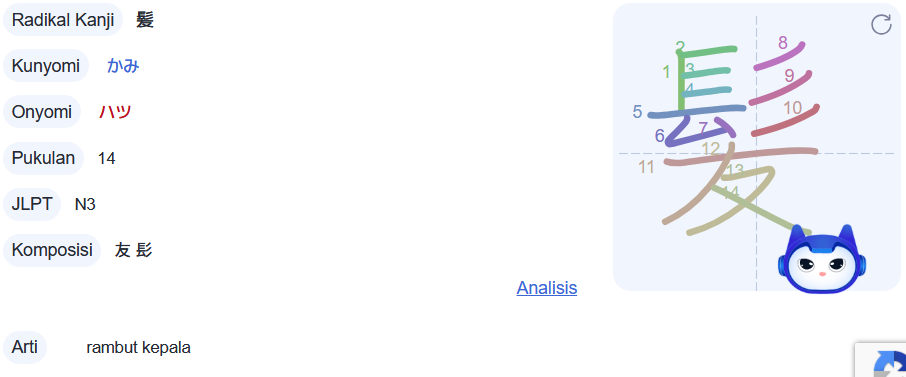 Radikal Kanji 髪
Kunyomi かみ
Onyomi ハツ
Pukulan 14
JLPT N3
Komposisi 友 髟
Analisis
Arti rambut kepala
1
2
3
4
5
6
7
8
9
10
11
12
13
14